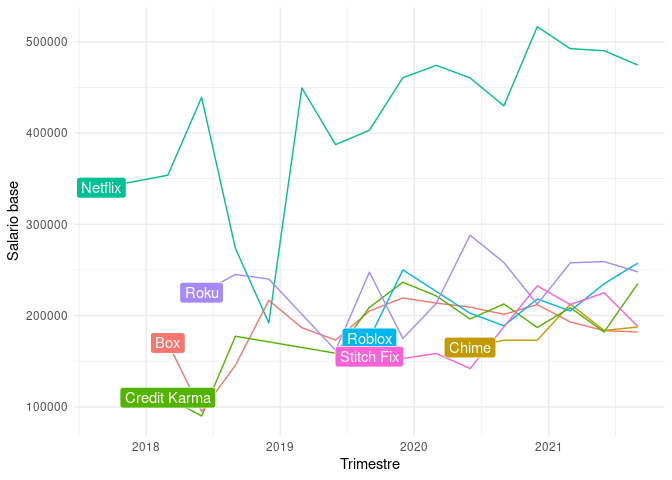 500000
400000
300000
200000
100000
Salario base
Netflix
Roku
Box
Roblox
Stitch Fix
Chime
Credit Karma
2018
2019
2020
2021
Trimestre